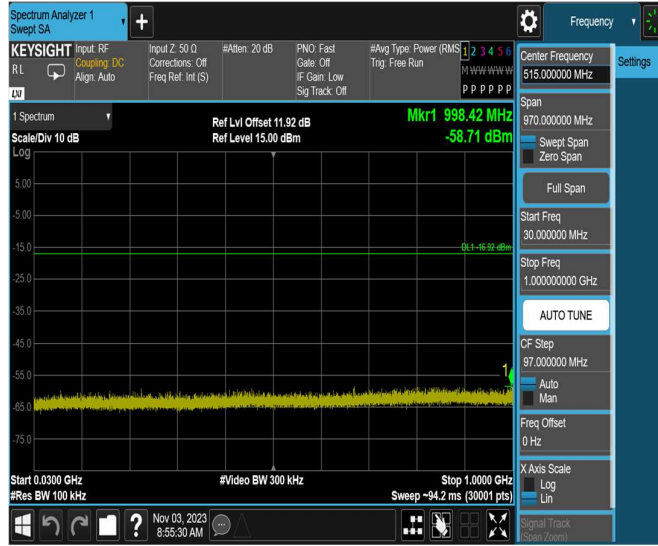 Spectrum Analyzer 1
Swept SA
+
Frequency
KEYSIGHT
RL
LXI
Input: RF
Coupling: DC
Align: Auto
Input Z: 50 Ω
Corrections: Off
Freq Ref: Int (S)
#Atten: 20 dB
PNO: Fast
Gate: Off
IF Gain: Low
Sig Track: Off
#Avg Type: Power (RMS
Trig: Free Run
1 2 3 4 5 6
M W W W W W
P P P P P P
1 Spectrum
Scale/Div 10 dB
Ref Lvl Offset 11.92 dB
Ref Level 15.00 dBm
Mkr1 998.42 MHz
-58.71 dBm
Log
5.00
-5.00
-15.0
DL1 -16.92 dBm
-25.0
-35.0
-45.0
-55.0
1
-65.0
-75.0
Start 0.0300 GHz
#Res BW 100 kHz
#Video BW 300 kHz
Stop 1.0000 GHz
Sweep ~94.2 ms (30001 pts)
?
Nov 03, 2023
8:55:30 AM
Center Frequency
515.000000 MHz
Settings
Span
970.000000 MHz
Swept Span
Zero Span
Full Span
Start Freq
30.000000 MHz
Stop Freq
1.000000000 GHz
AUTO TUNE
CF Step
97.000000 MHz
Auto
Man
Freq Offset
0 Hz
X Axis Scale
Log
Lin
Signal Track
(Span Zoom)